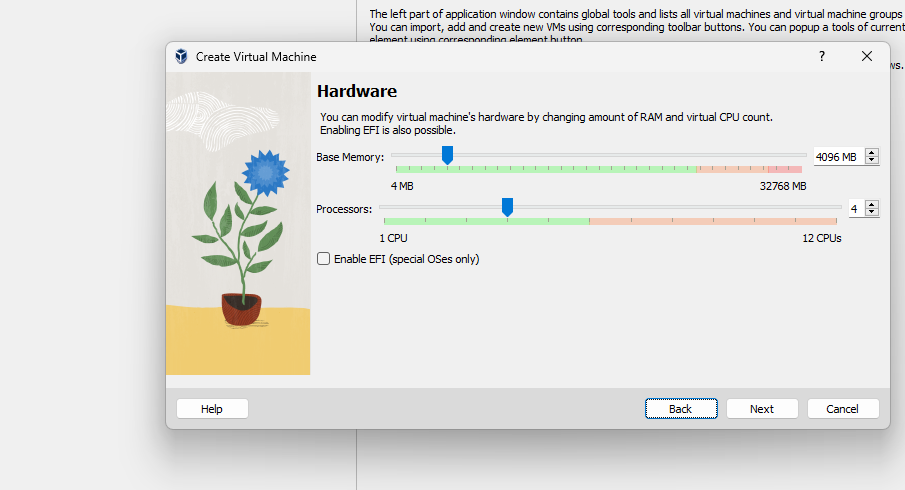 The left part of application window contains global tools and lists all virtual machines and virtual machine groups
You can import, add and create new VMs using corresponding toolbar buttons. You can popup a tools of current
element using corresponding element button
ws.
Create Virtual Machine
?
Hardware
You can modify virtual machine's hardware by changing amount of RAM and virtual CPU count.
Enabling EFI is also possible.
Base Memory:
4096 MB
4 MB
32768 MB
Processors:
4
1 CPU
12 CPUs
Enable EFI (special OSes only)
Help
Back
Next
Cancel